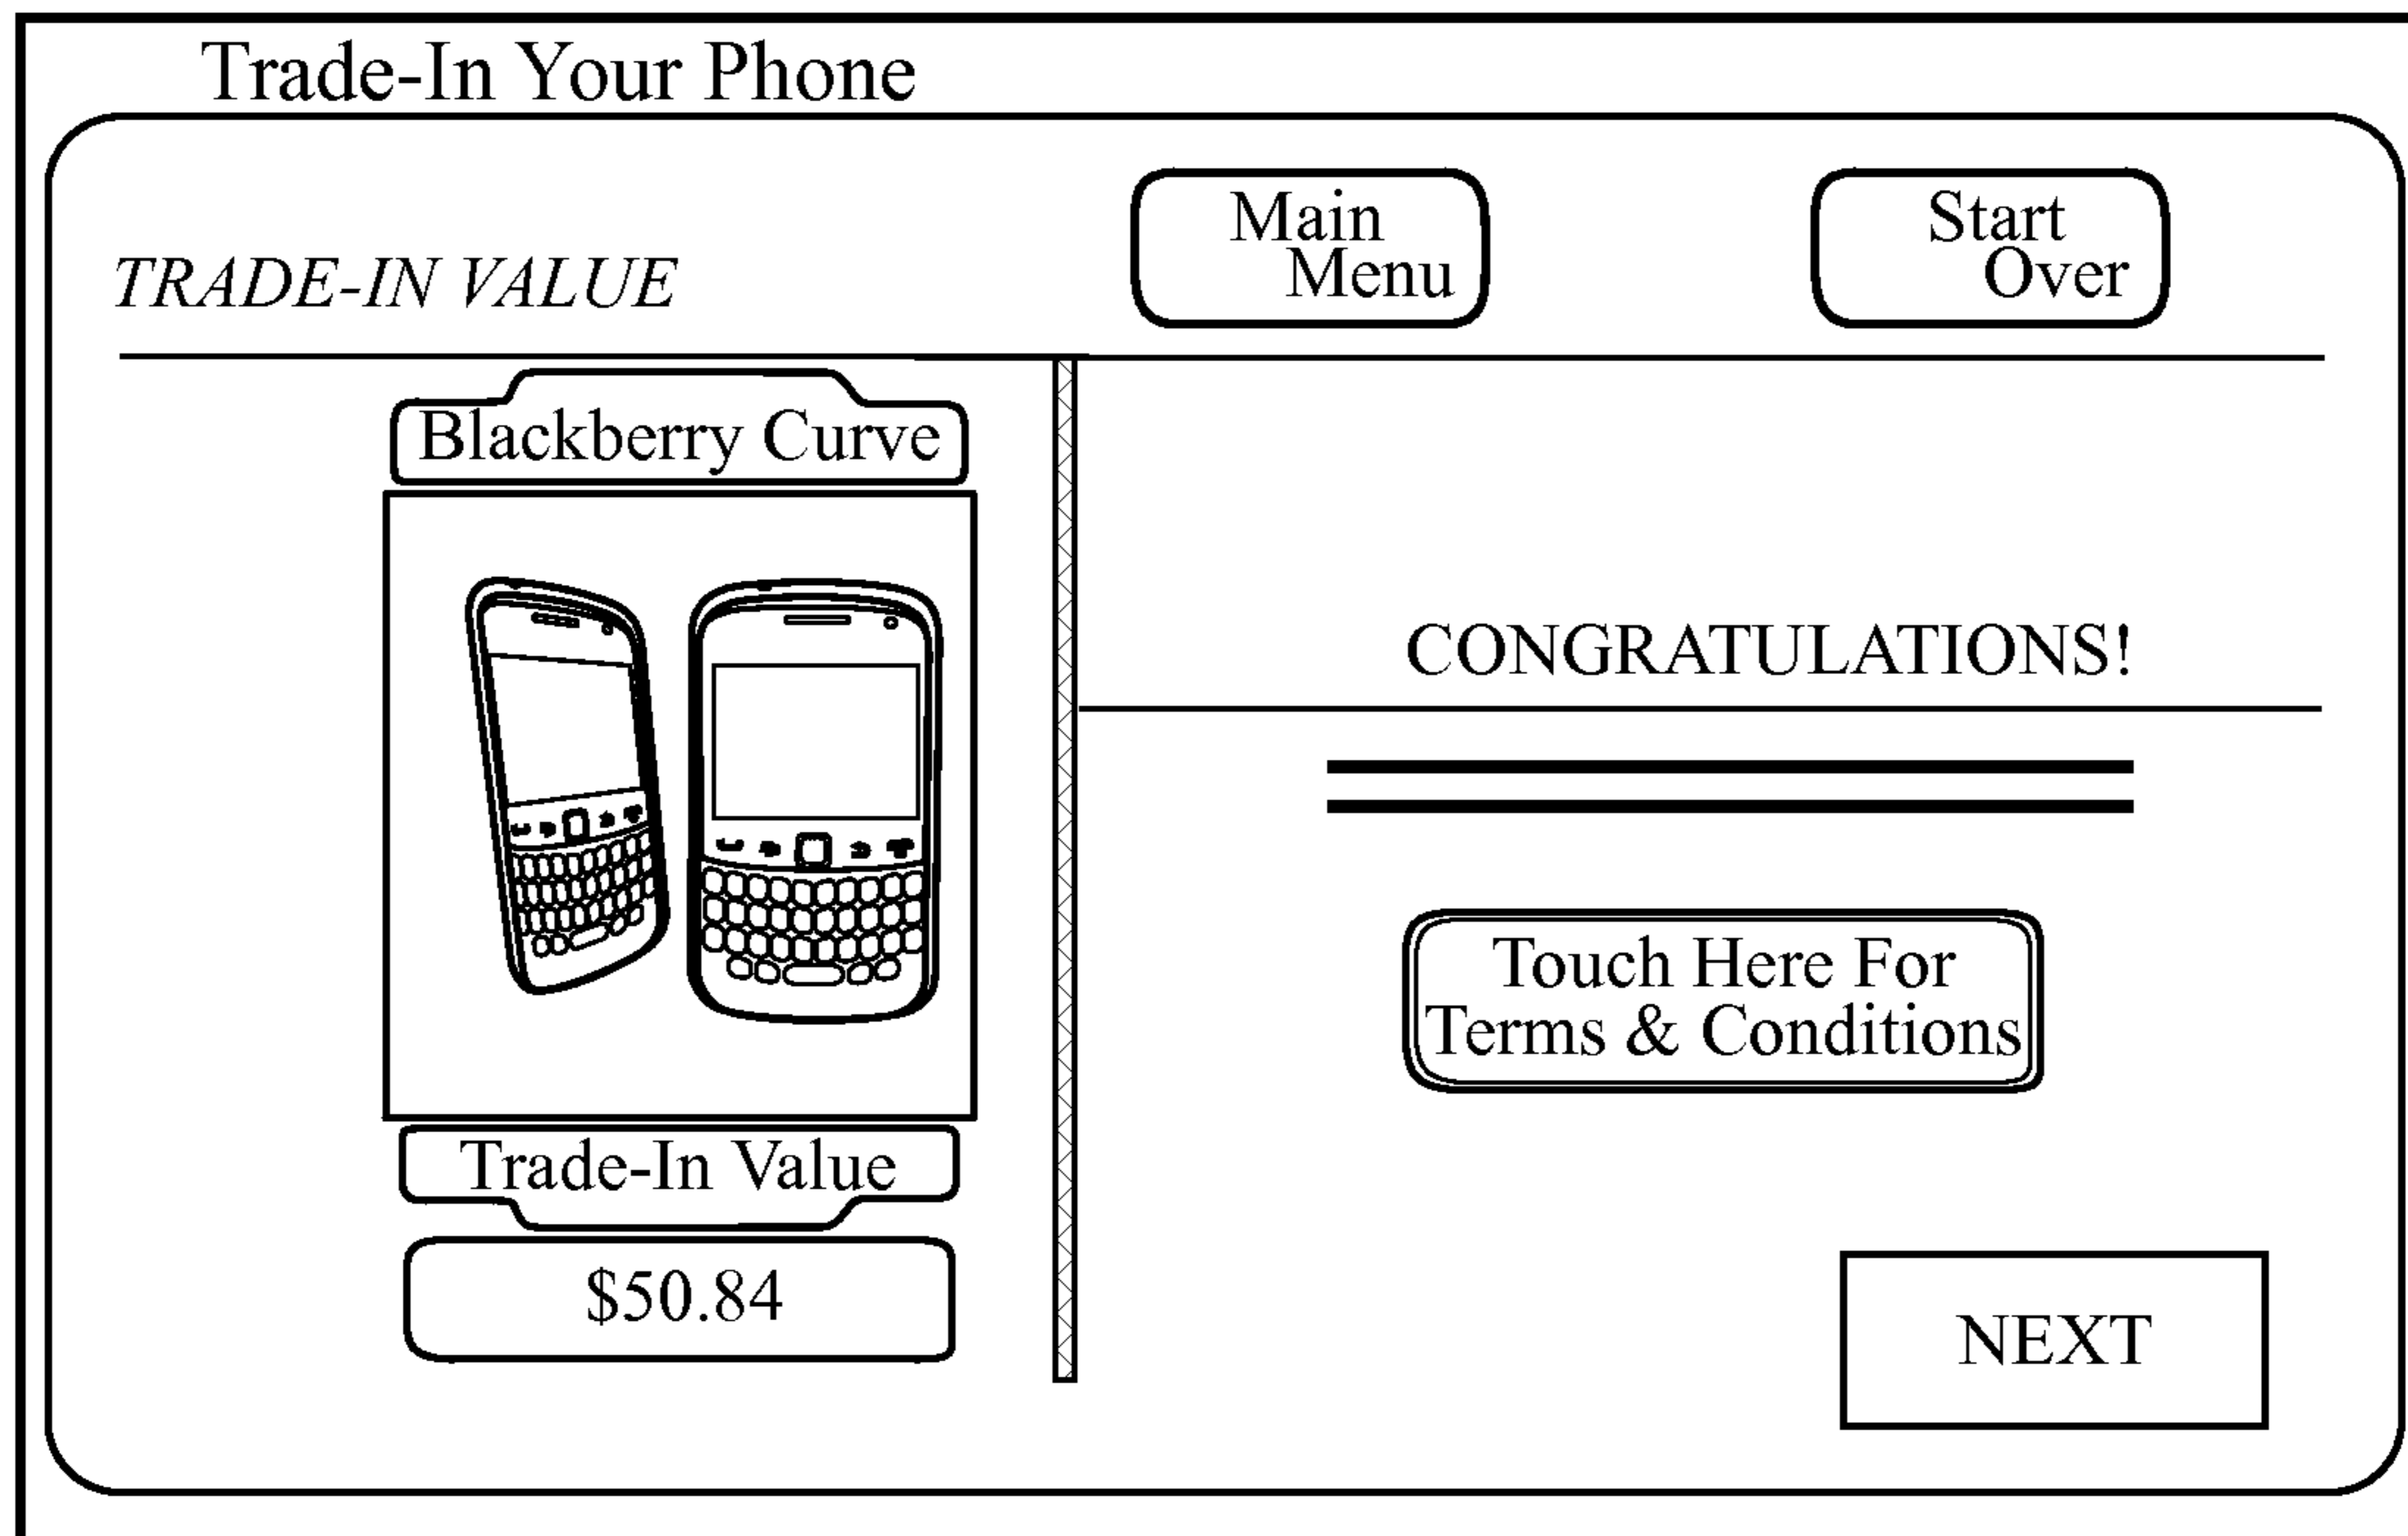 Trade-In Your Phone
TRADE-IN VALUE
Main
Menu
Start
Over
Blackberry Curve
Trade-In Value
$50.84
CONGRATULATIONS!
Touch Here For
Terms & Conditions
NEXT